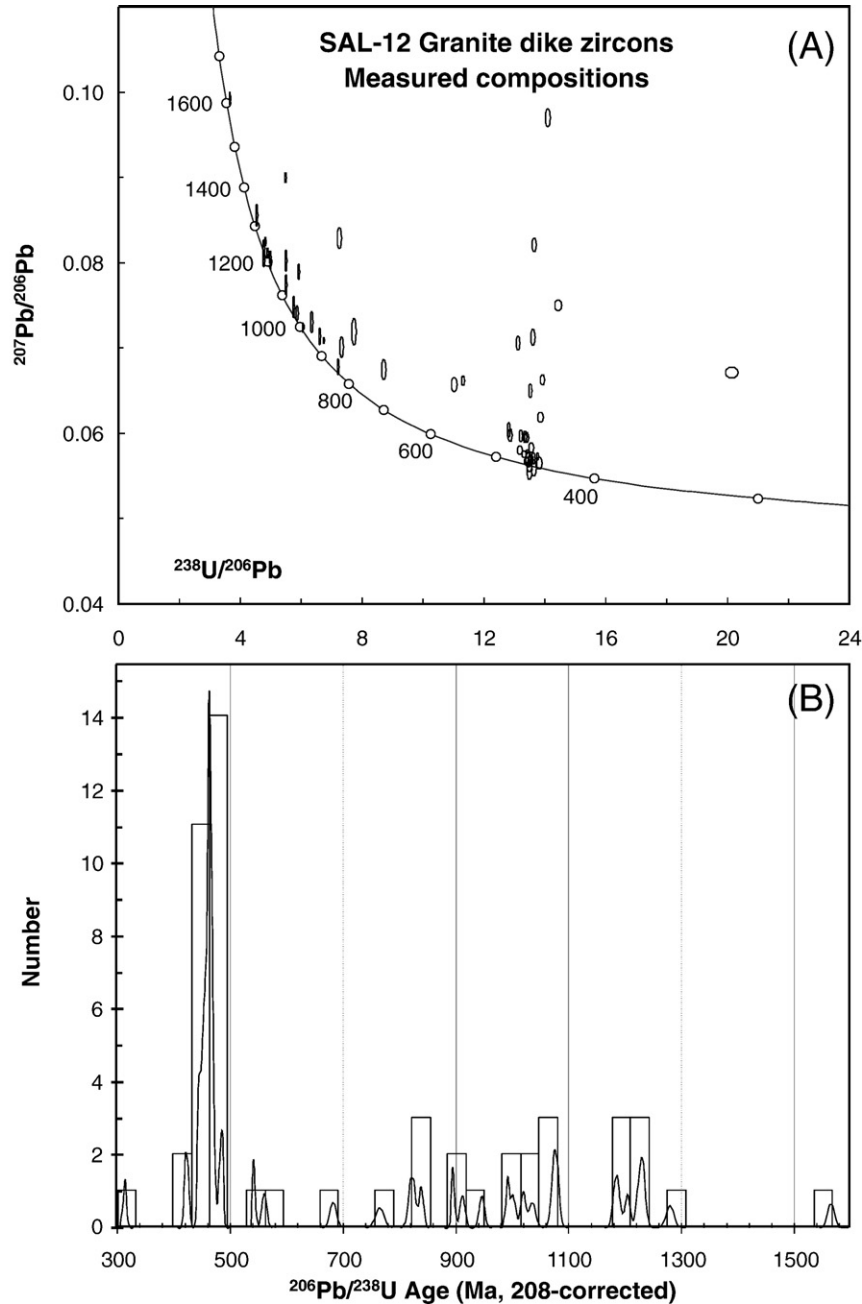 SAL-12 Granite dike zircons
Measured compositions
(A)
0.10
0.08
0.06
0.04
²⁰⁷Pb/²⁰⁶Pb
1600
1400
1200
1000
800
600
400
²³⁸U/²⁰⁶Pb
0 4 8 12 16 20 24
(B)
14
12
10
8
6
4
2
0
Number
300 500 700 900 1100 1300 1500
²⁰⁶Pb/²³⁸U Age (Ma, 208-corrected)